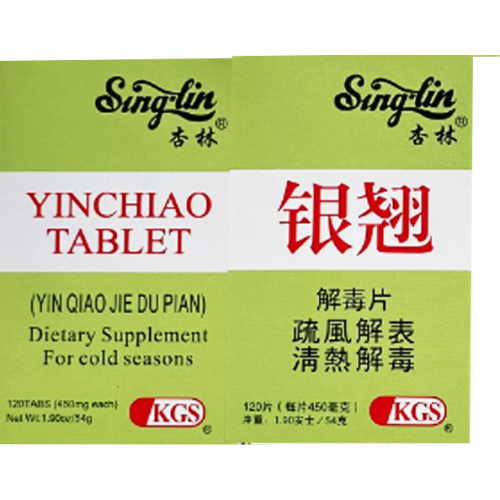 Sing-lin
杏林®
YINCHIAO
TABLET
(YIN QIAO JIE DU PIAN)
Dietary Supplement
For cold seasons
120TABS (450mg each)
Net Wt:1.90oz/54g
KGS®
Sing-lin
杏林®
银翘
解毒片
疏風解表
清熱解毒
120片（每片450毫克）
净重：1.90安士/54克
KGS®